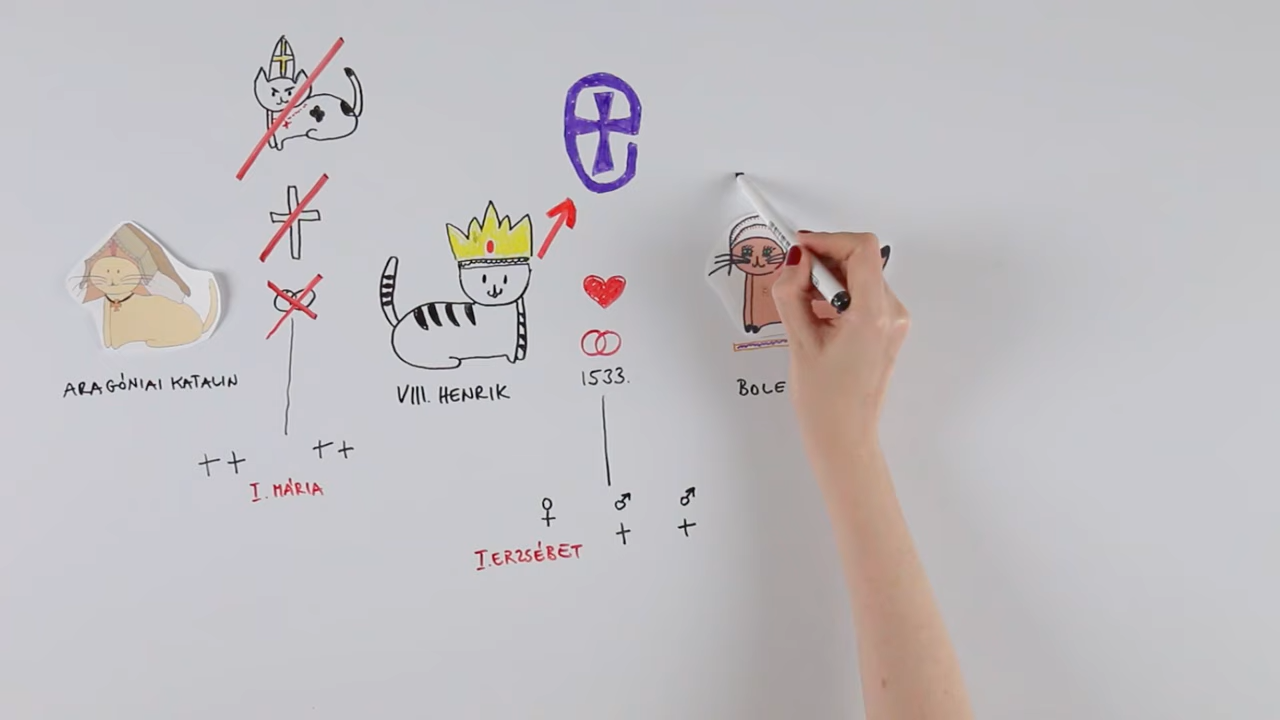 ARAGÓNIAI KATALIN
VIII. HENRIK
1533.
BOLE
I. MÁRIA
I. ERZSÉBET